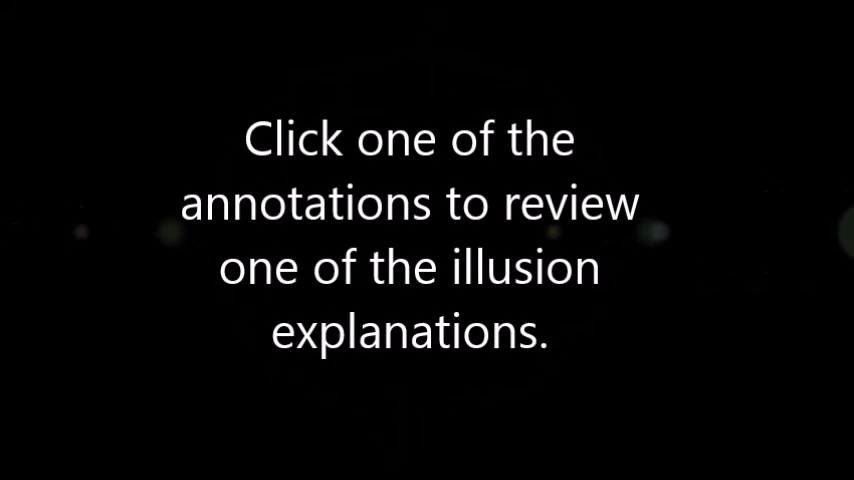 Click one of the
annotations to review
one of the illusion
explanations.